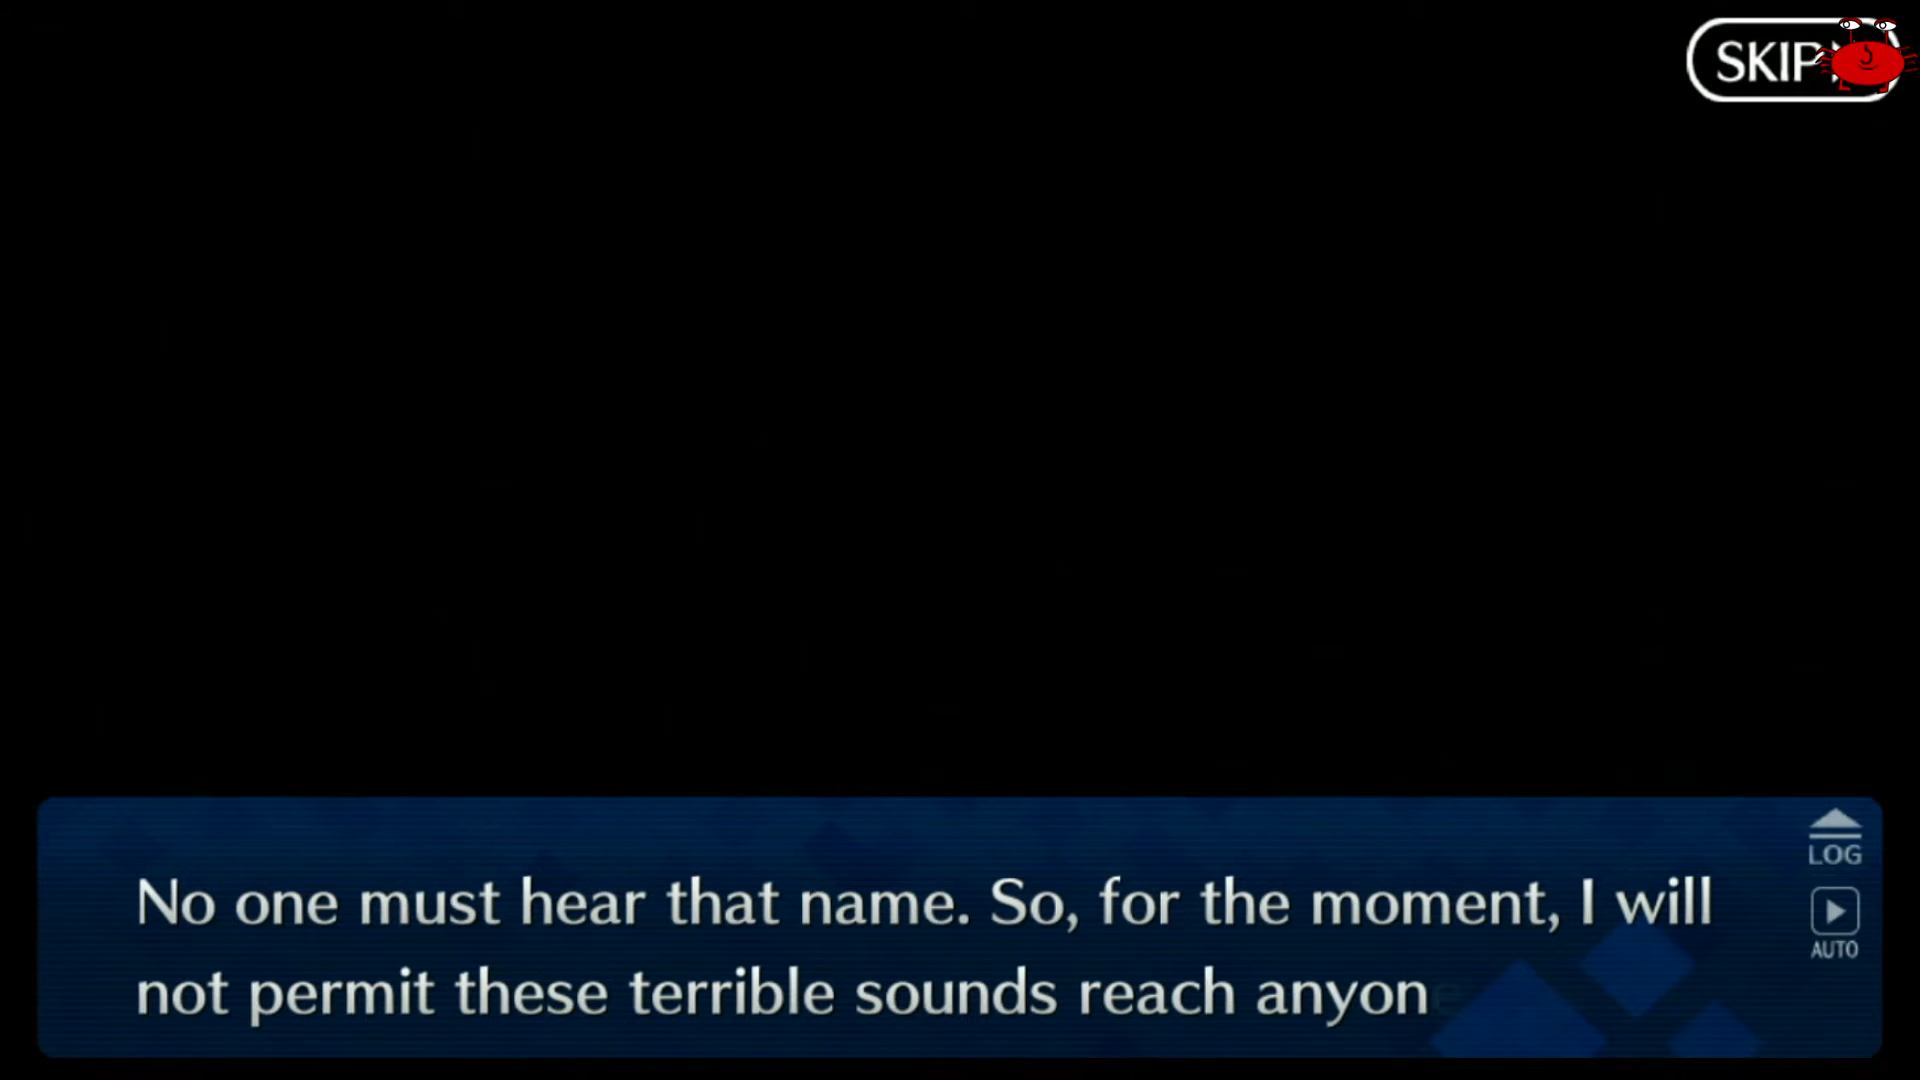 SKIP
No one must hear that name. So, for the moment, I will
not permit these terrible sounds reach anyone
LOG
AUTO